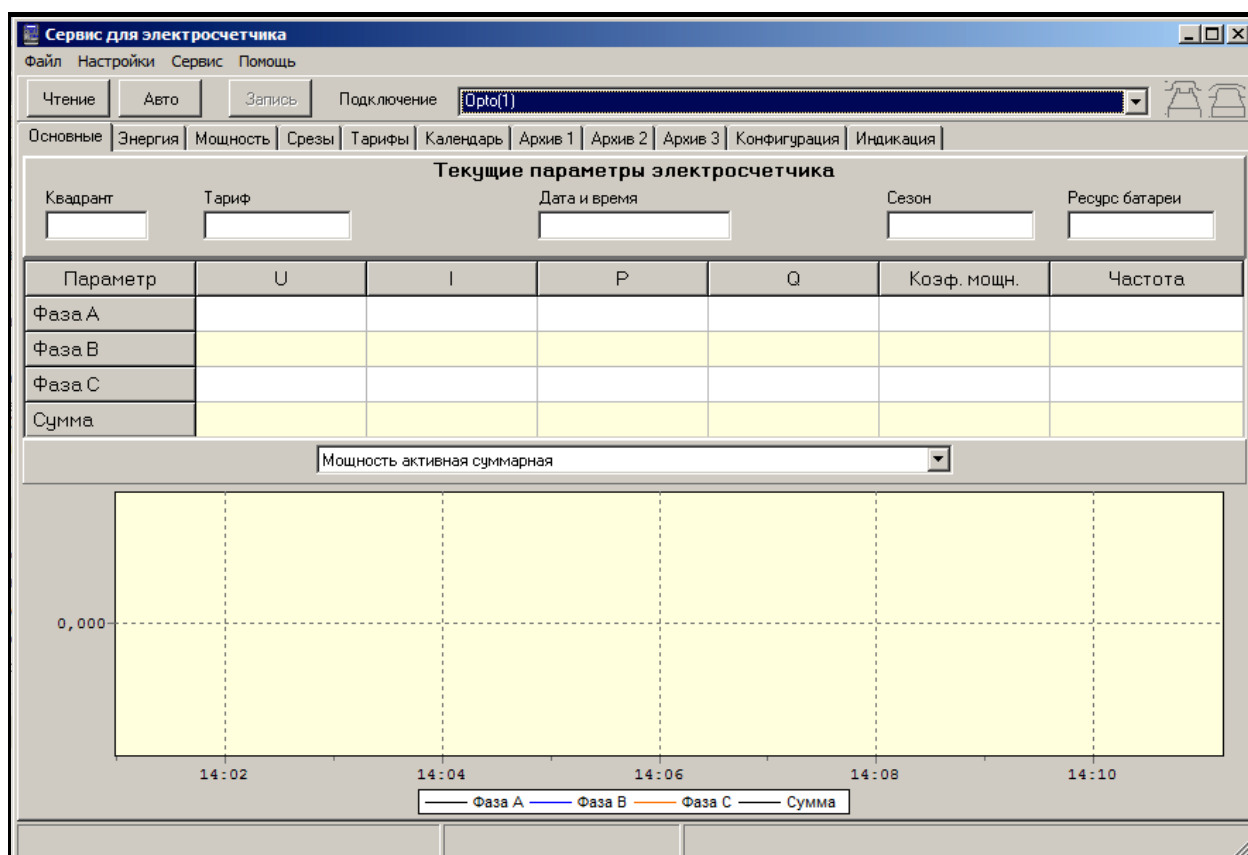 Сервис для электросчетчика
Файл Настройки Сервис Помощь
Чтение Авто Запись Подключение Opto(1)
Основные Энергия Мощность Срезы Тарифы Календарь Архив 1 Архив 2 Архив 3 Конфигурация Индикация
Текущие параметры электросчетчика
Квадрант Тариф Дата и время Сезон Ресурс батареи
Параметр U I P Q Коэф. мощн. Частота
Фаза A
Фаза B
Фаза C
Сумма
Мощность активная суммарная
0,000
14:02 14:04 14:06 14:08 14:10
Фаза A Фаза B Фаза C Сумма